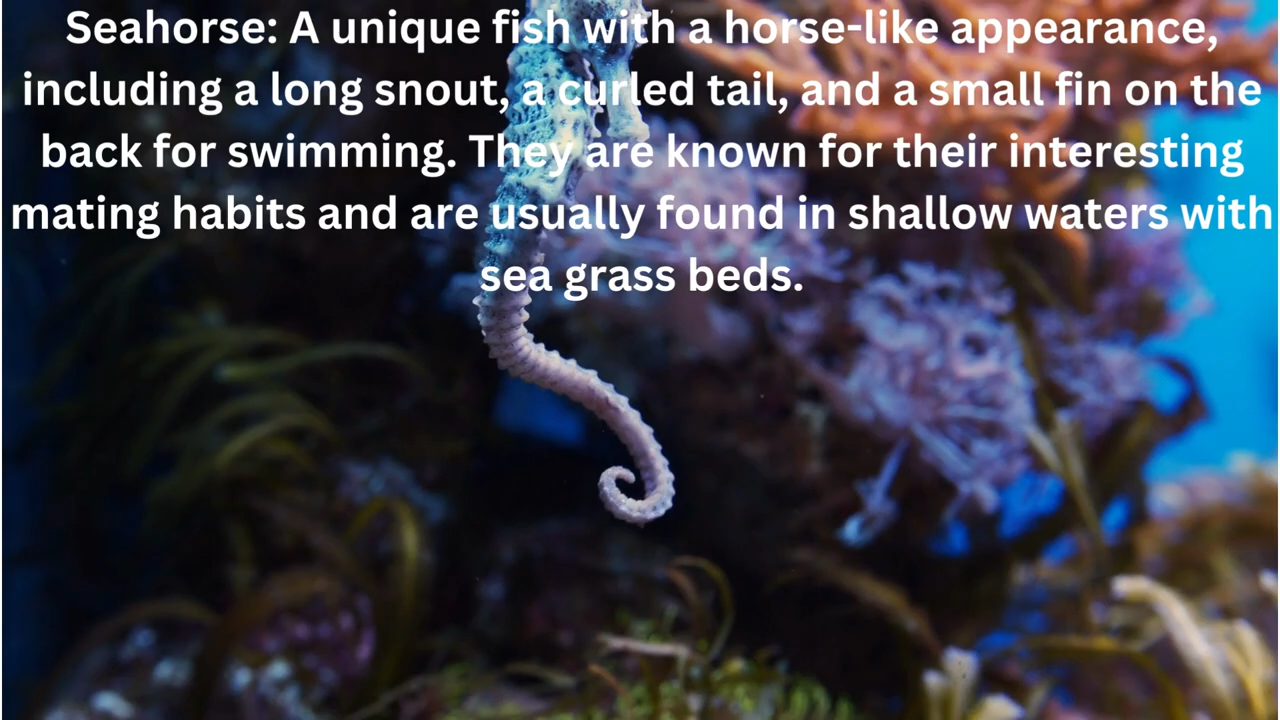 Seahorse: A unique fish with a horse-like appearance,
including a long snout, a curled tail, and a small fin on the
back for swimming. They are known for their interesting
mating habits and are usually found in shallow waters with
sea grass beds.